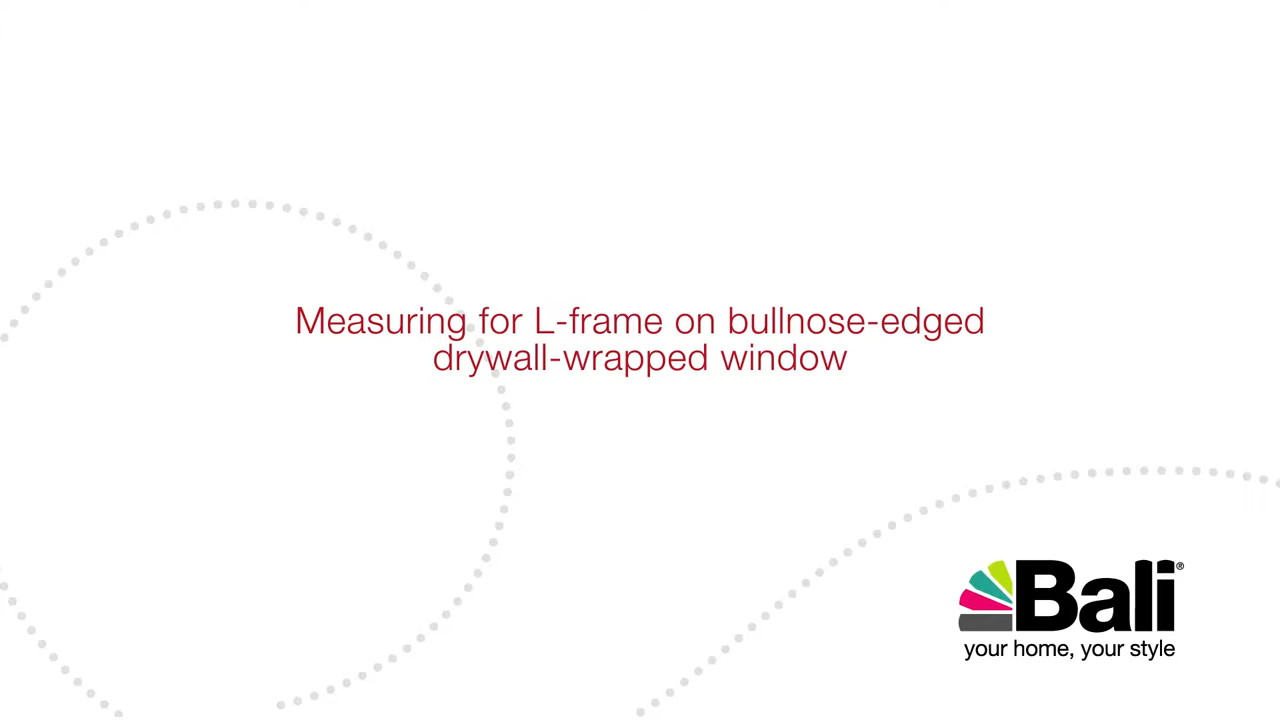 Measuring for L-frame on bullnose-edged
drywall-wrapped window
Bali®
your home, your style